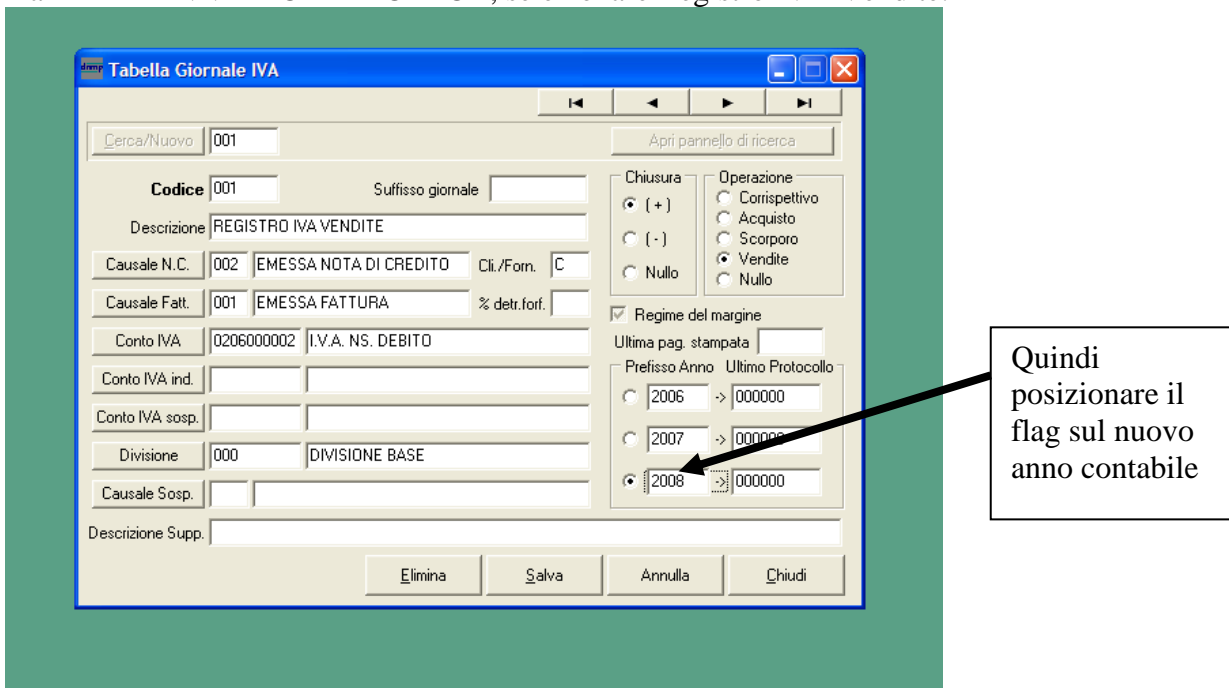 Tabella Giornale IVA
Cerca/Nuovo 001 Apri pannello di ricerca
Codice 001 Suffisso giornale
Descrizione REGISTRO IVA VENDITE
Causale N.C. 002 EMESSA NOTA DI CREDITO Cli./Forn. C
Causale Fatt. 001 EMESSA FATTURA % detr.forf.
Conto IVA 0206000002 I.V.A. NS. DEBITO
Conto IVA ind.
Conto IVA sosp.
Divisione 000 DIVISIONE BASE
Causale Sosp.
Descrizione Supp.
Chiusura
( + )
( - )
Nullo
Operazione
Corrispettivo
Acquisto
Scorporo
Vendite
Nullo
Regime del margine
Ultima pag. stampata
Prefisso Anno Ultimo Protocollo
2006 -> 000000
2007 -> 000000
2008 -> 000000
Elimina Salva Annulla Chiudi
Quindi
posizionare il
flag sul nuovo
anno contabile